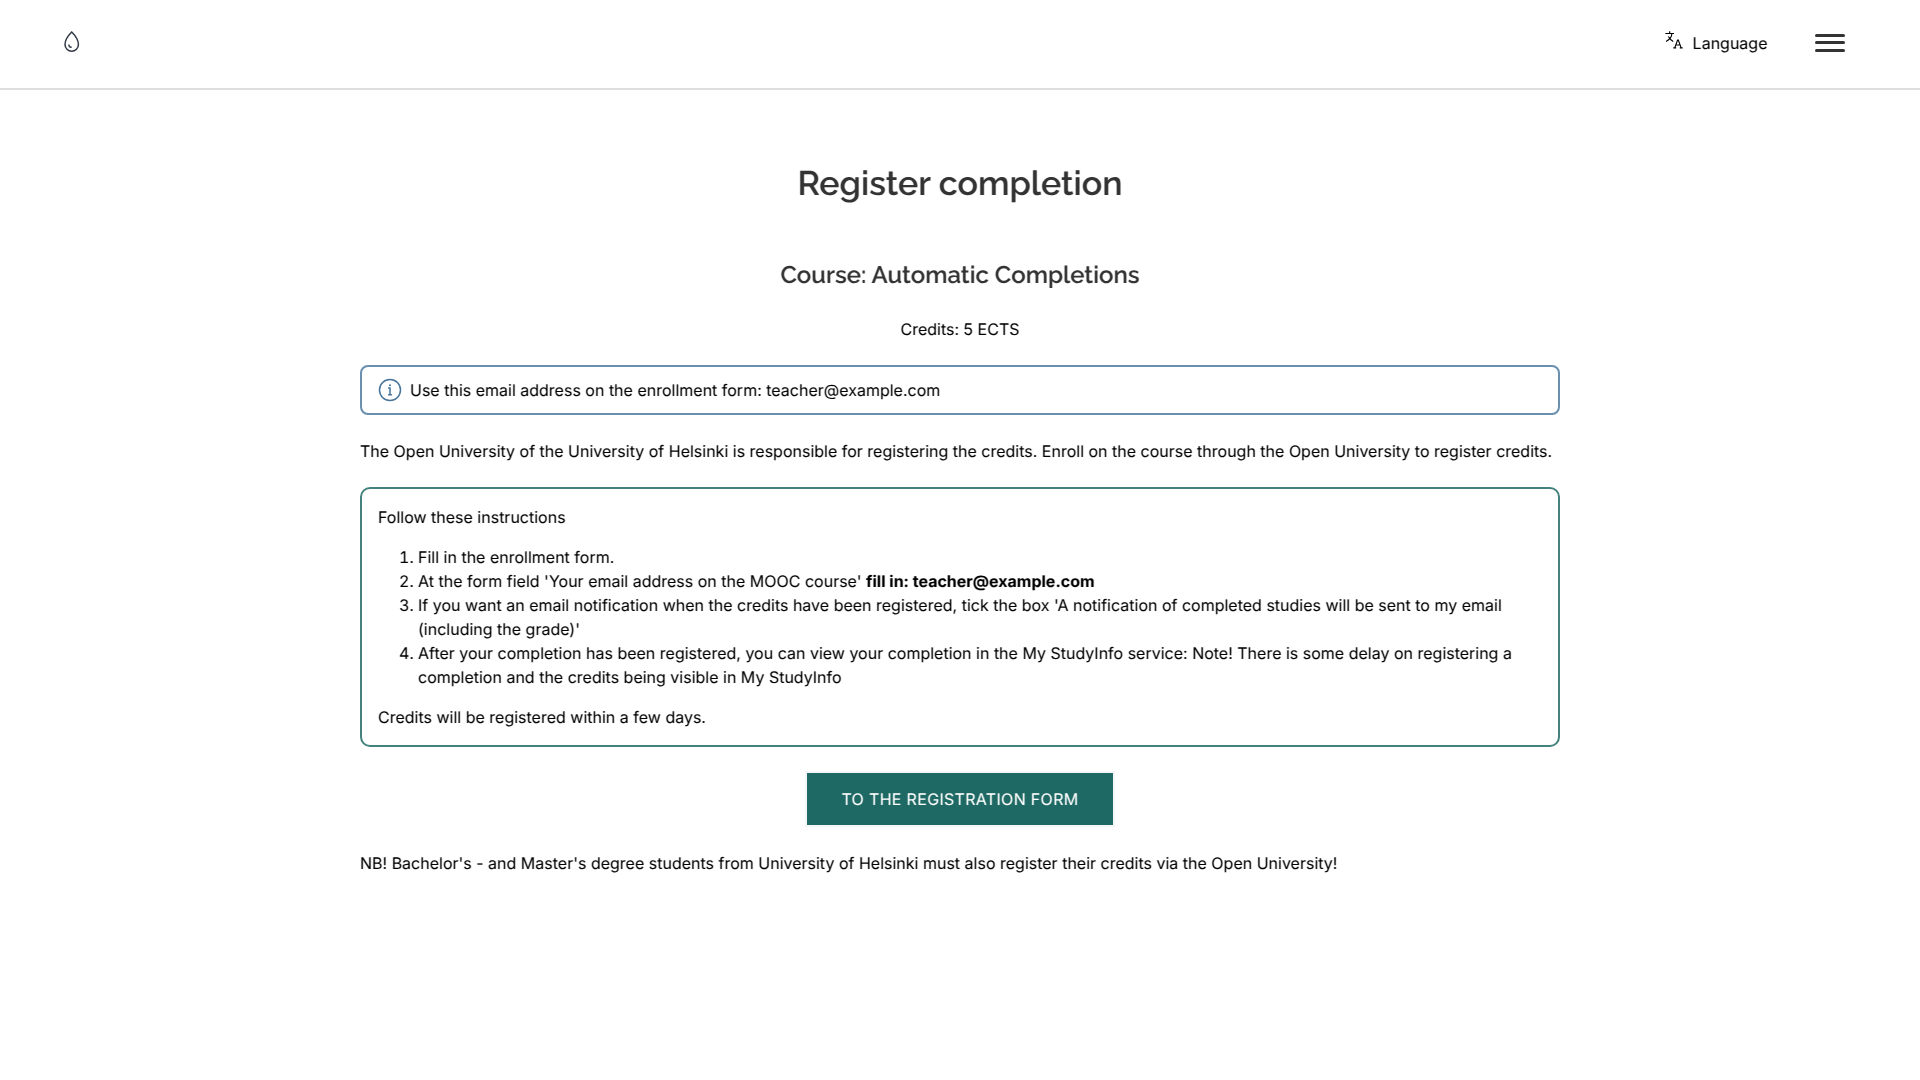 Language
Register completion
Course: Automatic Completions
Credits: 5 ECTS
Use this email address on the enrollment form: teacher@example.com
The Open University of the University of Helsinki is responsible for registering the credits. Enroll on the course through the Open University to register credits.
Follow these instructions
1. Fill in the enrollment form.
2. At the form field 'Your email address on the MOOC course' fill in: teacher@example.com
3. If you want an email notification when the credits have been registered, tick the box 'A notification of completed studies will be sent to my email
(including the grade)'
4. After your completion has been registered, you can view your completion in the My StudyInfo service: Note! There is some delay on registering a
completion and the credits being visible in My StudyInfo
Credits will be registered within a few days.
TO THE REGISTRATION FORM
NB! Bachelor's - and Master's degree students from University of Helsinki must also register their credits via the Open University!